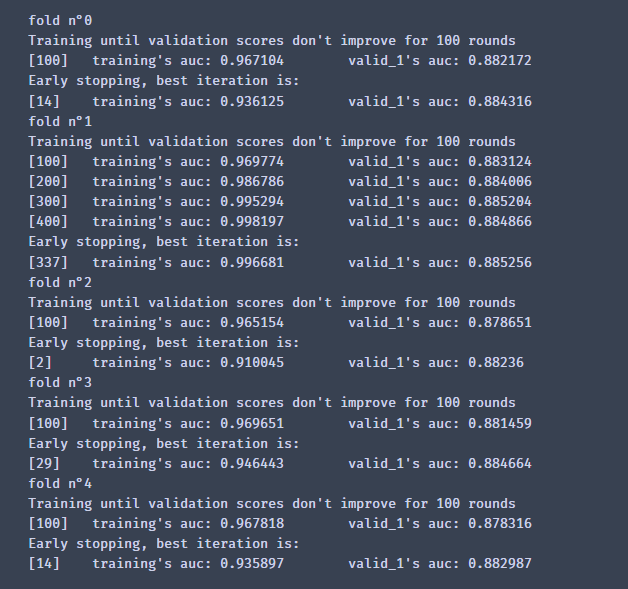 fold n°0
Training until validation scores don't improve for 100 rounds
[100]   training's auc: 0.967104        valid_1's auc: 0.882172
Early stopping, best iteration is:
[14]    training's auc: 0.936125        valid_1's auc: 0.884316
fold n°1
Training until validation scores don't improve for 100 rounds
[100]   training's auc: 0.969774        valid_1's auc: 0.883124
[200]   training's auc: 0.986786        valid_1's auc: 0.884006
[300]   training's auc: 0.995294        valid_1's auc: 0.885204
[400]   training's auc: 0.998197        valid_1's auc: 0.884866
Early stopping, best iteration is:
[337]   training's auc: 0.996681        valid_1's auc: 0.885256
fold n°2
Training until validation scores don't improve for 100 rounds
[100]   training's auc: 0.965154        valid_1's auc: 0.878651
Early stopping, best iteration is:
[2]     training's auc: 0.910045        valid_1's auc: 0.88236
fold n°3
Training until validation scores don't improve for 100 rounds
[100]   training's auc: 0.969651        valid_1's auc: 0.881459
Early stopping, best iteration is:
[29]    training's auc: 0.946443        valid_1's auc: 0.884664
fold n°4
Training until validation scores don't improve for 100 rounds
[100]   training's auc: 0.967818        valid_1's auc: 0.878316
Early stopping, best iteration is:
[14]    training's auc: 0.935897        valid_1's auc: 0.882987